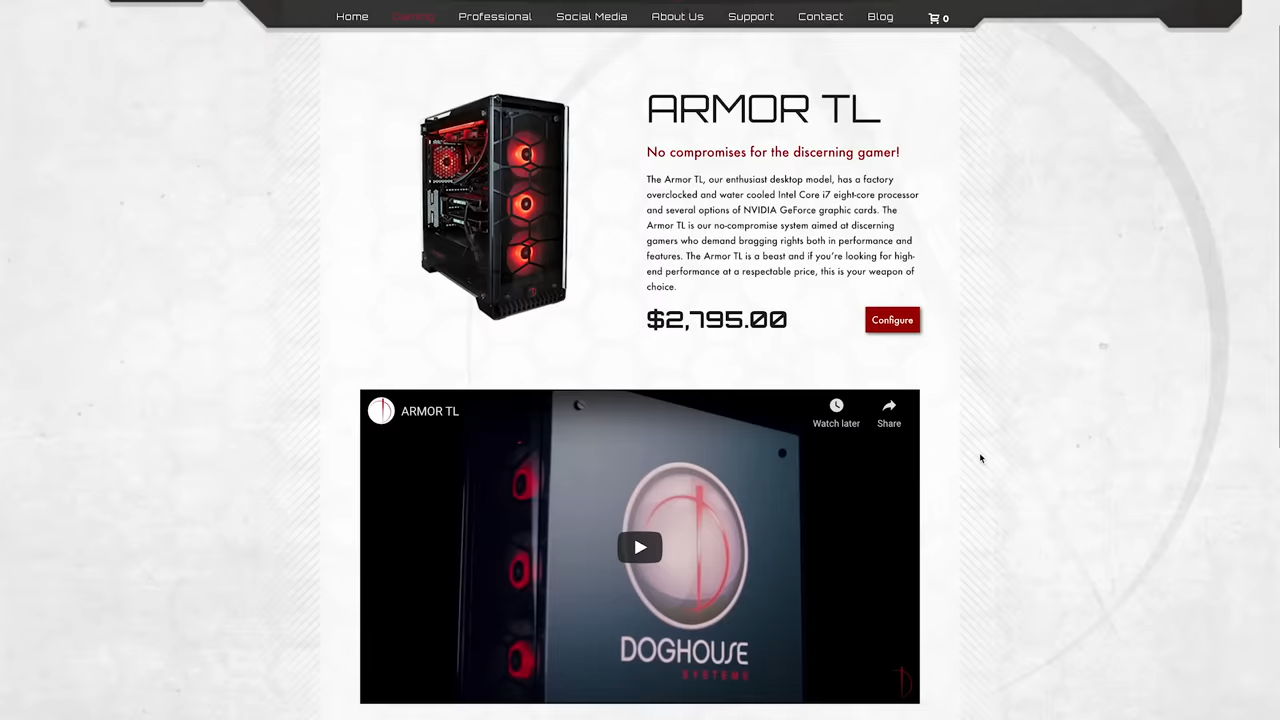 Home Gaming Professional Social Media About Us Support Contact Blog 0
ARMOR TL
No compromises for the discerning gamer!
The Armor TL, our enthusiast desktop model, has a factory
overclocked and water cooled Intel Core i7 eight-core processor
and several options of NVIDIA GeForce graphic cards. The
Armor TL is our no-compromise system aimed at discerning
gamers who demand bragging rights both in performance and
features. The Armor TL is a beast and if you're looking for high-
end performance at a respectable price, this is your weapon of
choice.
$2,795.00 Configure
ARMOR TL
Watch later Share
DOGHOUSE
SYSTEMS